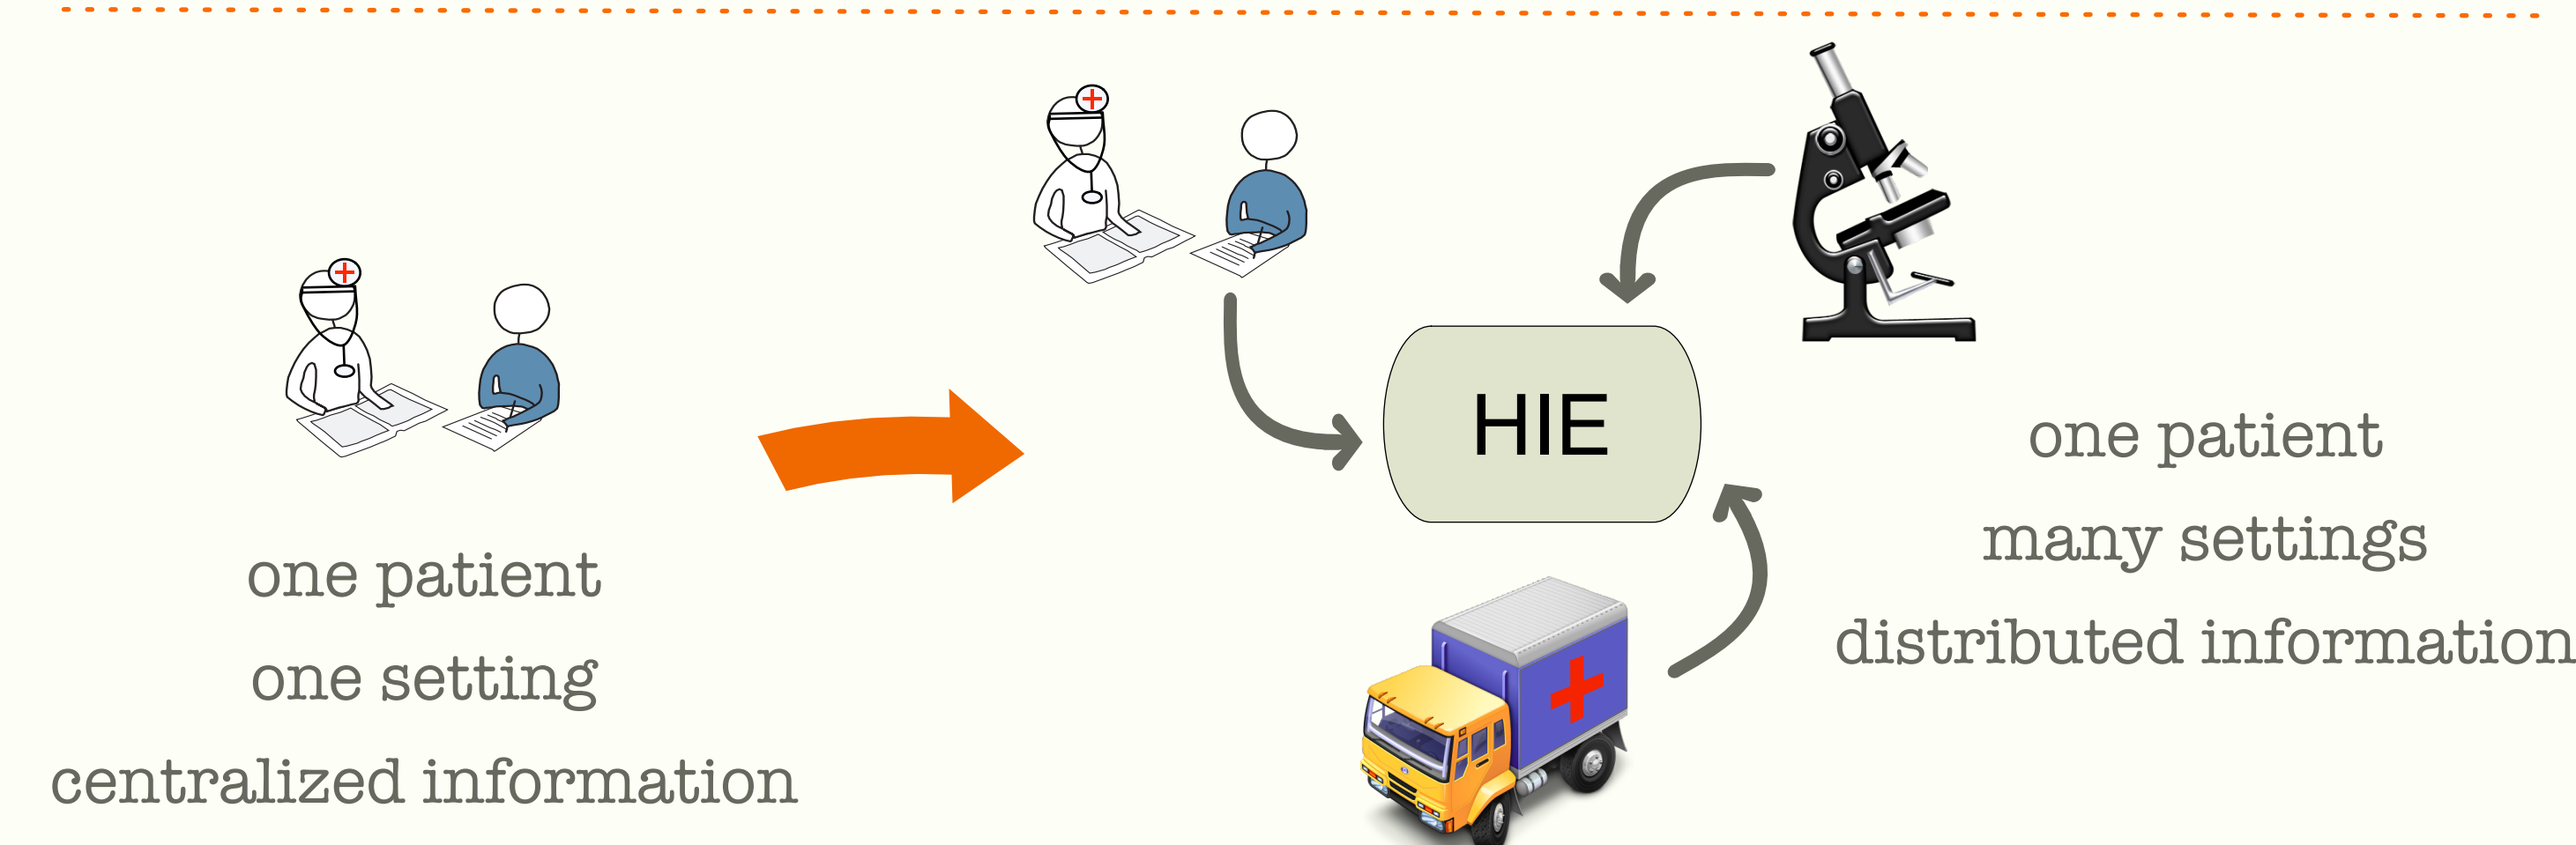 one patient
one setting
centralized information
HIE
one patient
many settings
distributed information